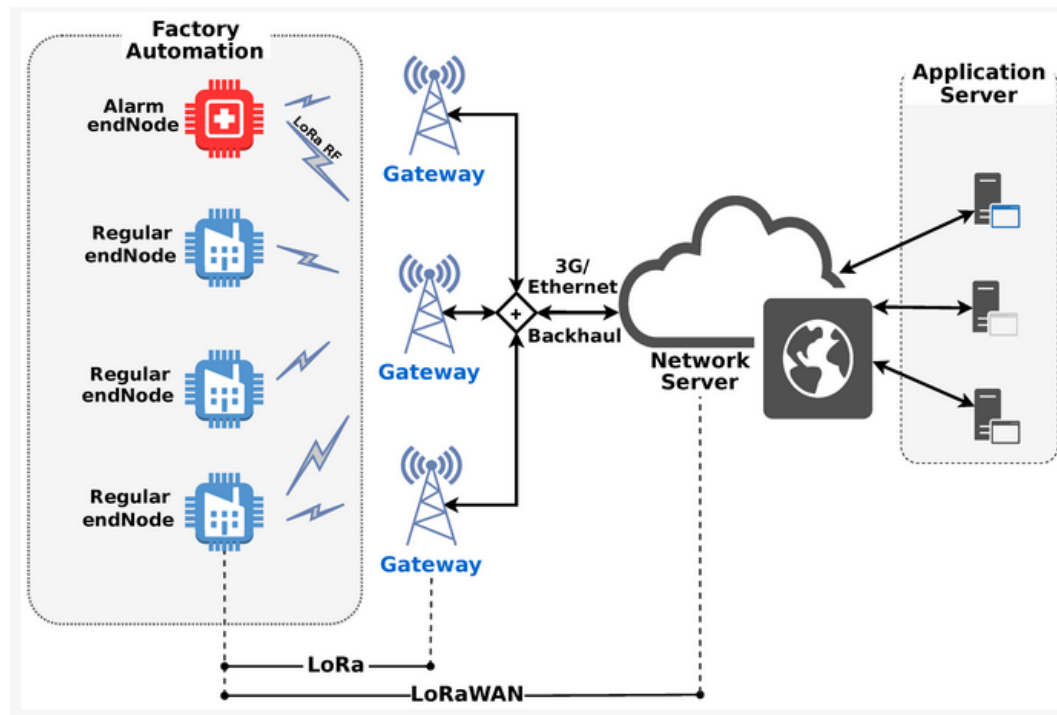 Factory
Automation
Alarm
endNode
LoRa RF
Regular
endNode
Regular
endNode
Regular
endNode
Gateway
Gateway
Gateway
+
3G/
Ethernet
Backhaul
Network
Server
Application
Server
LoRa
LoRaWAN